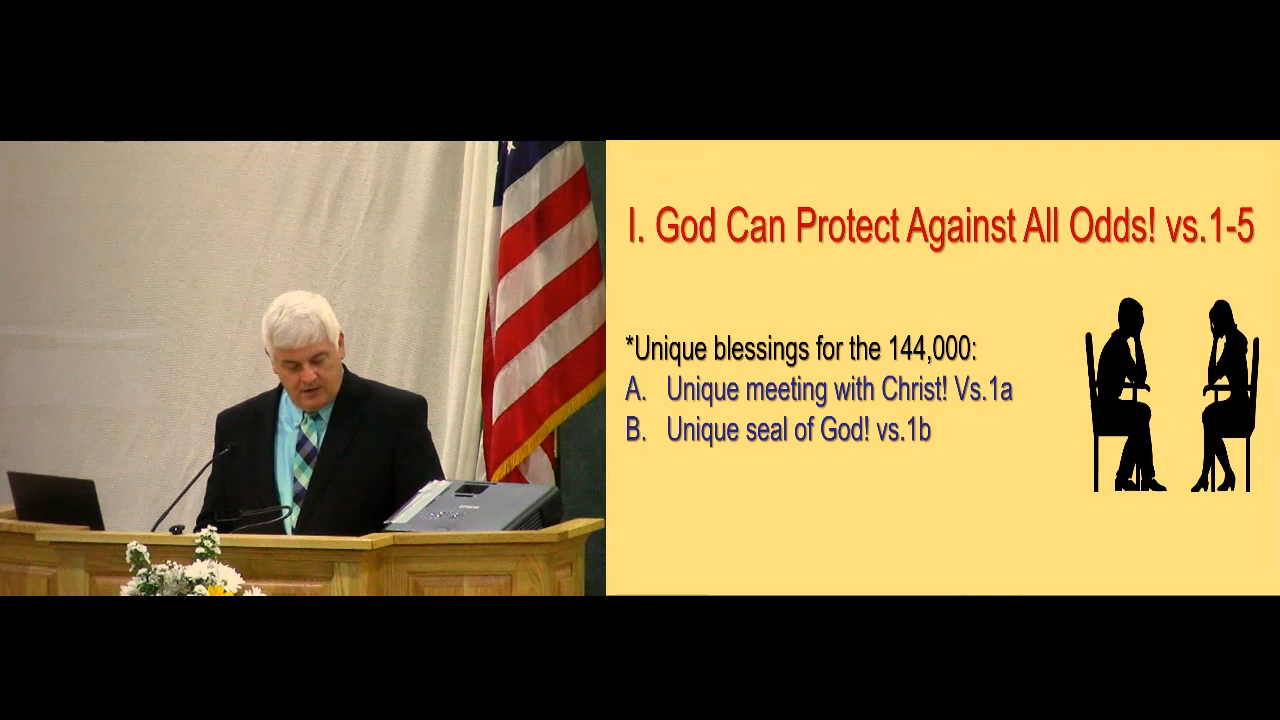 I. God Can Protect Against All Odds! vs.1-5
*Unique blessings for the 144,000:
A. Unique meeting with Christ! Vs.1a
B. Unique seal of God! vs.1b
EPSON